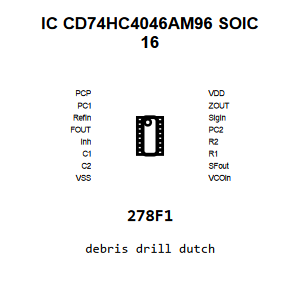 IC CD74HC4046AM96 SOIC
16
PCP VDD
PC1 ZOUT
Refin Sigin
FOUT PC2
Inh R2
C1 R1
C2 SFout
VSS VCOin
278F1
debris drill dutch